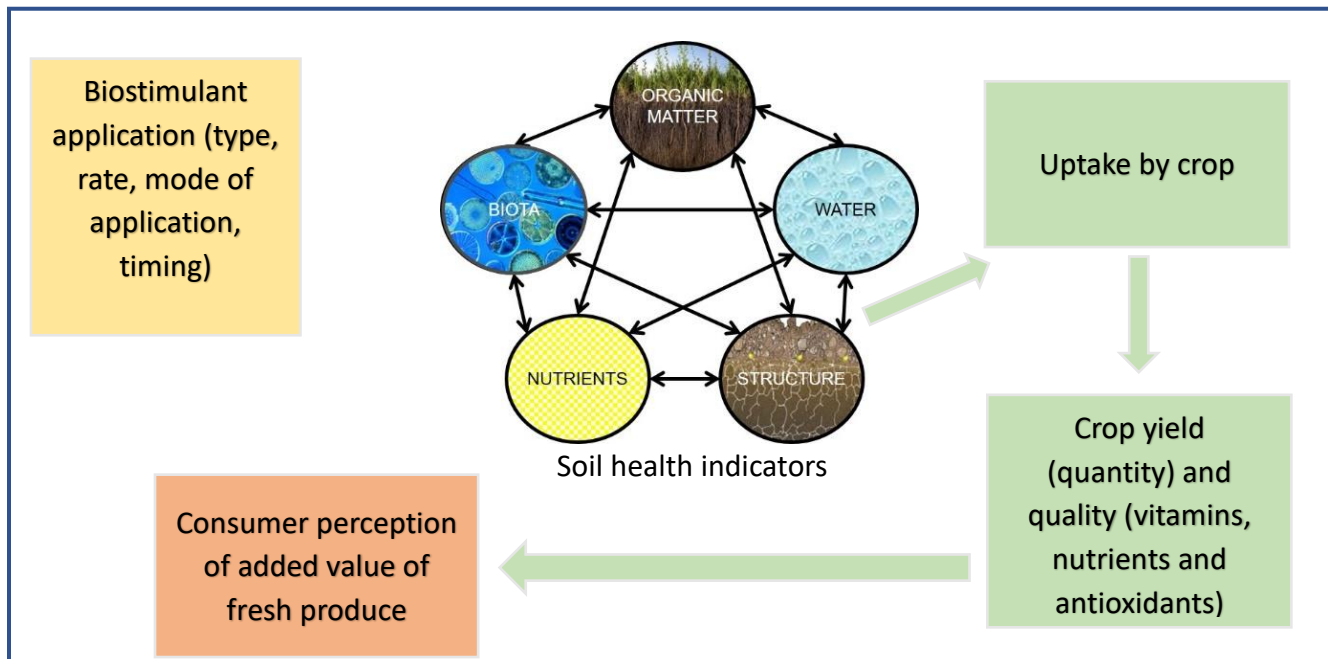 Biostimulant
application (type,
rate, mode of
application,
timing)
ORGANIC
MATTER
BIOTA
WATER
NUTRIENTS
STRUCTURE
Soil health indicators
Uptake by crop
Crop yield
(quantity) and
quality (vitamins,
nutrients and
antioxidants)
Consumer perception
of added value of
fresh produce